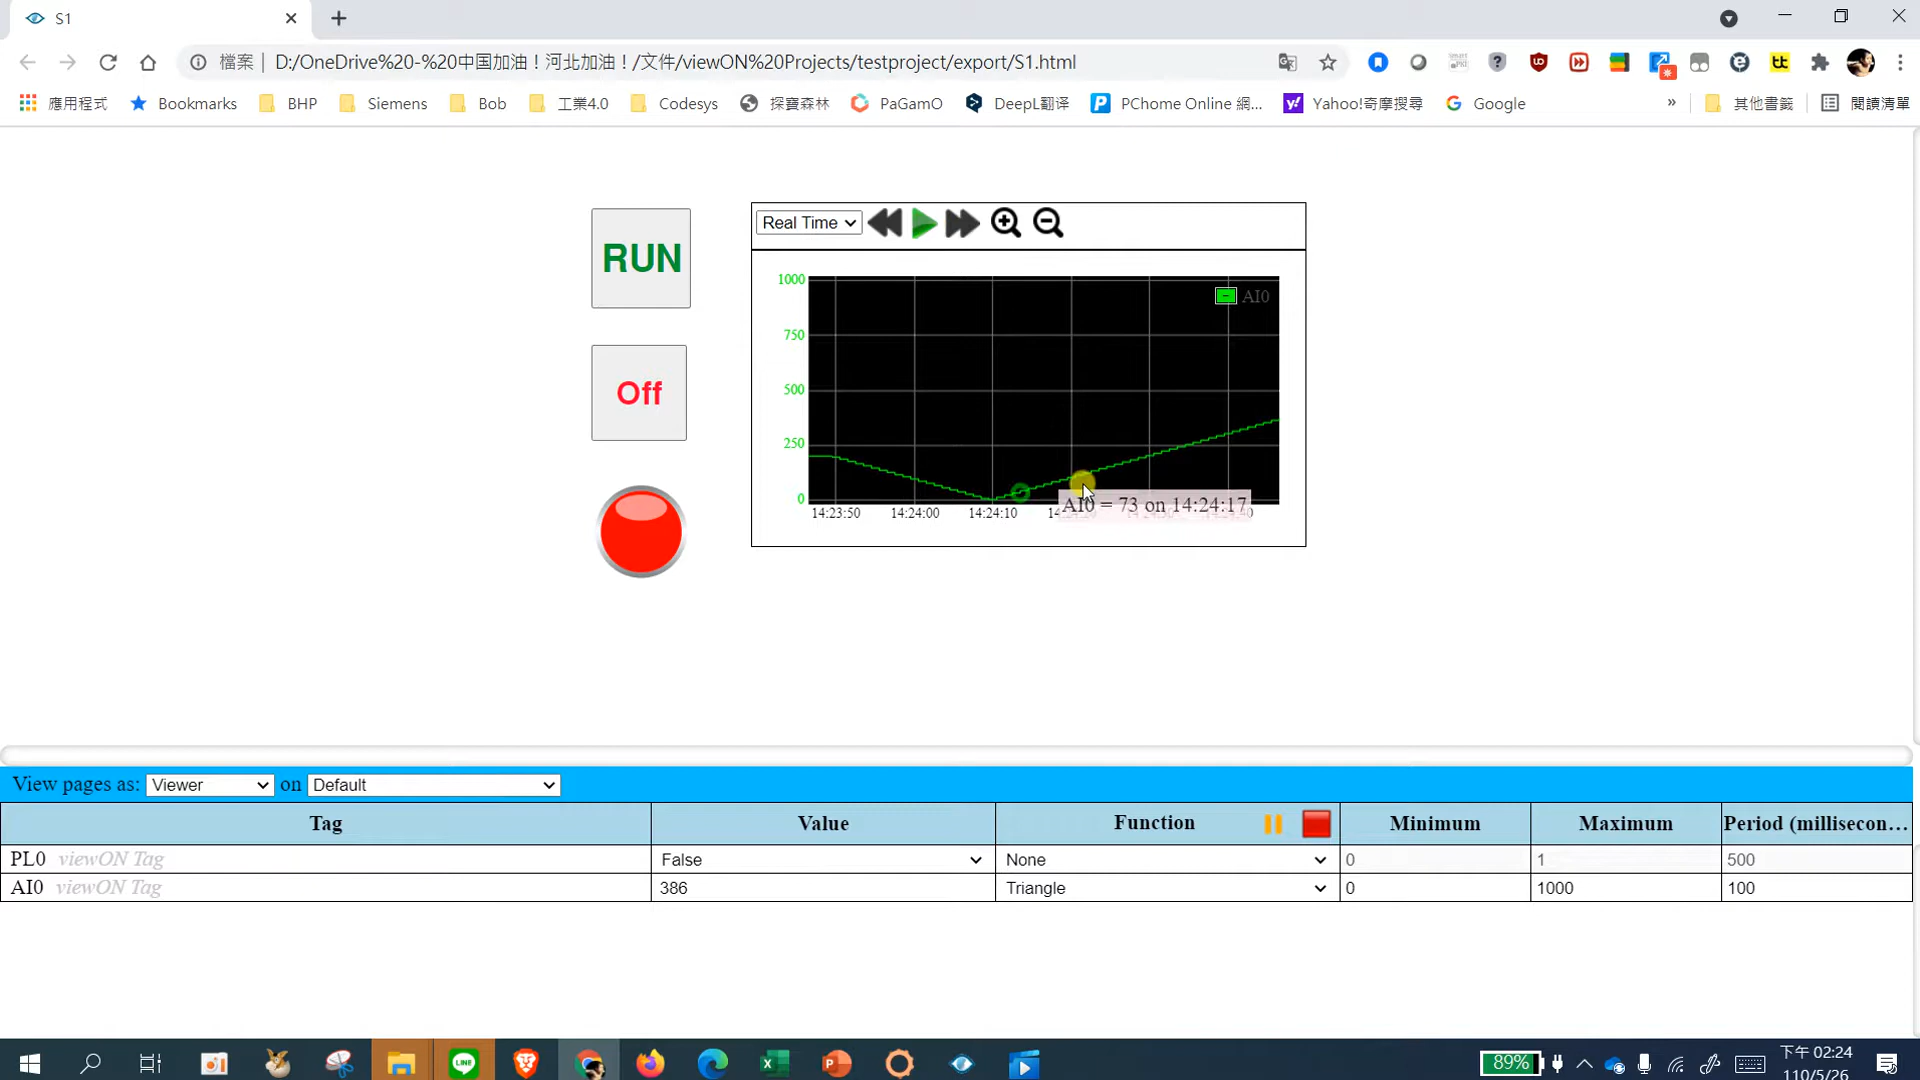 S1
檔案 | D:/OneDrive%20-%20中国加油！河北加油！/文件/viewON%20Projects/testproject/export/S1.html
應用程式 Bookmarks BHP Siemens Bob 工業4.0 Codesys 探寶森林 PaGamO DeepL翻译 PChome Online 網... Yahoo!奇摩搜尋 Google » 其他書籤 閱讀清單
RUN
Off
Real Time
1000
750
500
250
0
AI0
AI0 = 73 on 14:24:17
14:23:50 14:24:00 14:24:10
View pages as: Viewer on Default
Tag Value Function Minimum Maximum Period (millisecon...
PL0 viewON Tag False None 0 1 500
AI0 viewON Tag 386 Triangle 0 1000 100
89% 下午 02:24
110/5/26